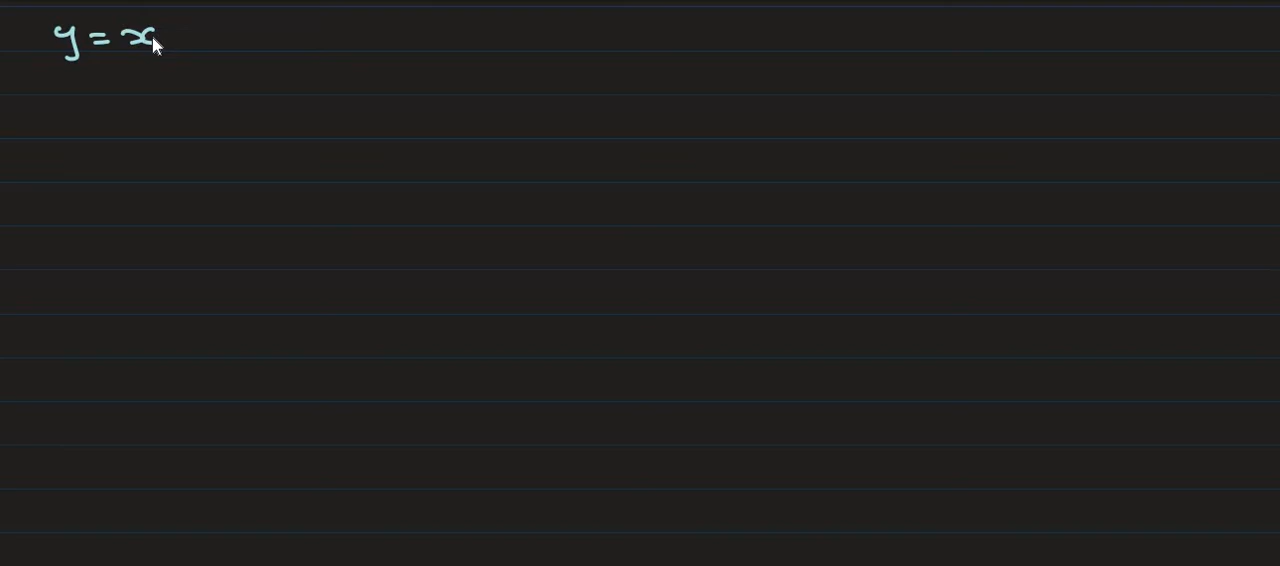 y = x